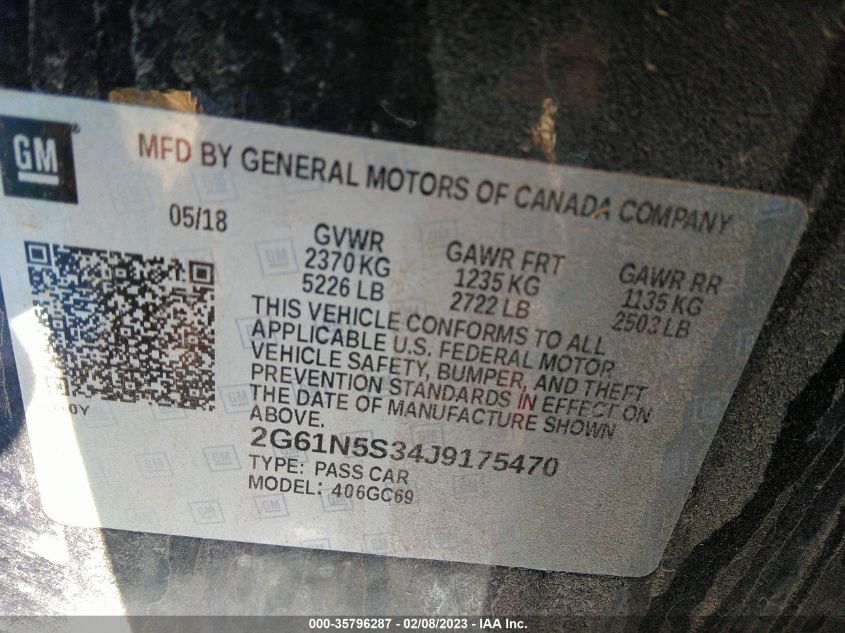 GM
MFD BY GENERAL MOTORS OF CANADA COMPANY
05/18
GVWR
2370 KG
5226 LB
GAWR FRT
1235 KG
2722 LB
GAWR RR
1135 KG
2503 LB
THIS VEHICLE CONFORMS TO ALL
APPLICABLE U.S. FEDERAL MOTOR
VEHICLE SAFETY, BUMPER, AND THEFT
PREVENTION STANDARDS IN EFFECT ON
THE DATE OF MANUFACTURE SHOWN
ABOVE.
2G61N5S34J9175470
TYPE: PASS CAR
MODEL: 406GC69
000-35796287 - 02/08/2023 - IAA Inc.